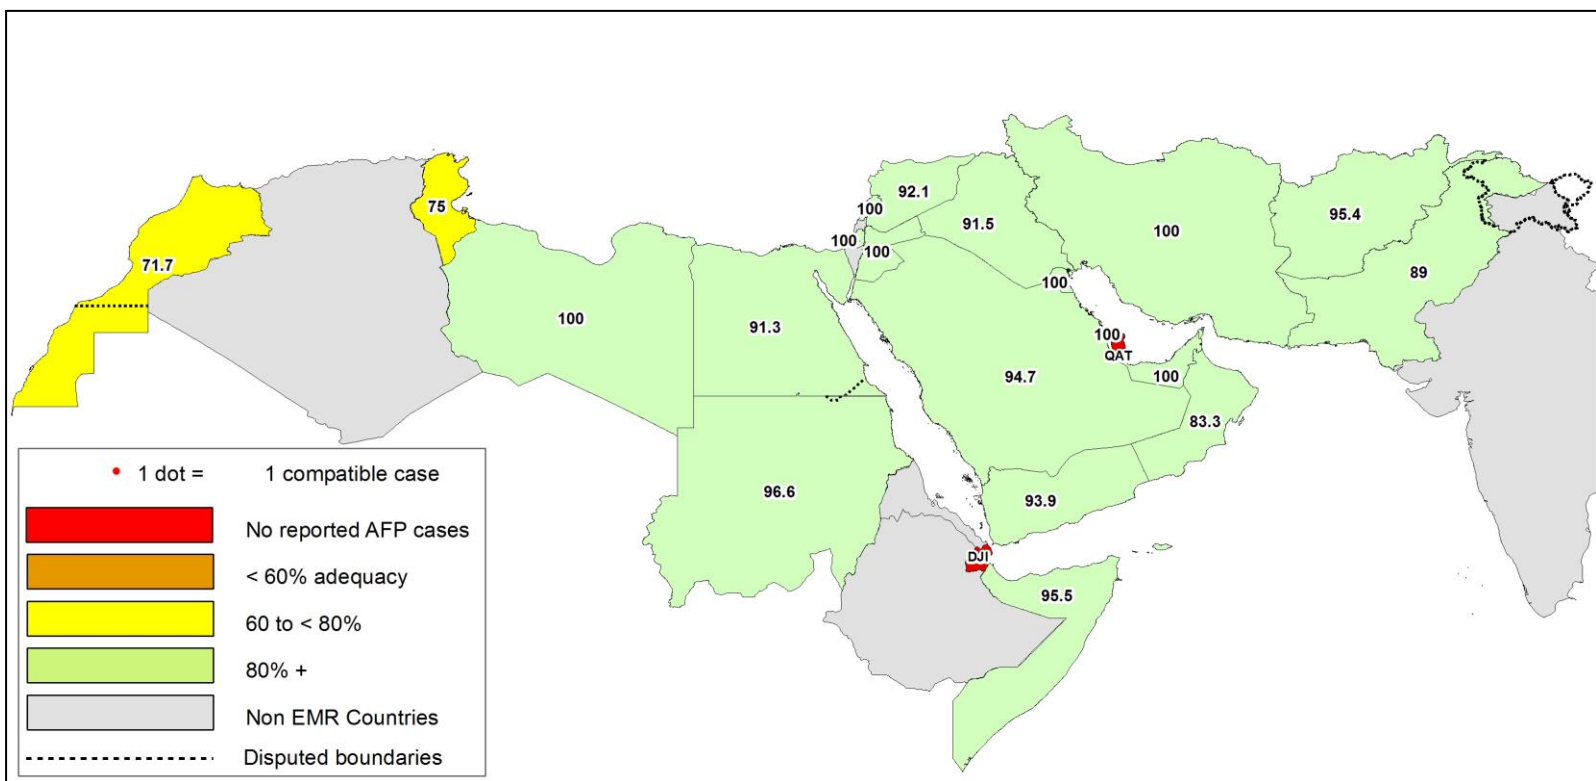 92.1
100
75
100
91.5
100
95.4
100
71.7
100
89
100
91.3
100
QAT
94.7
100
83.3
96.6
93.9
DJI
95.5
1 dot = 1 compatible case
No reported AFP cases
< 60% adequacy
60 to < 80%
80% +
Non EMR Countries
Disputed boundaries